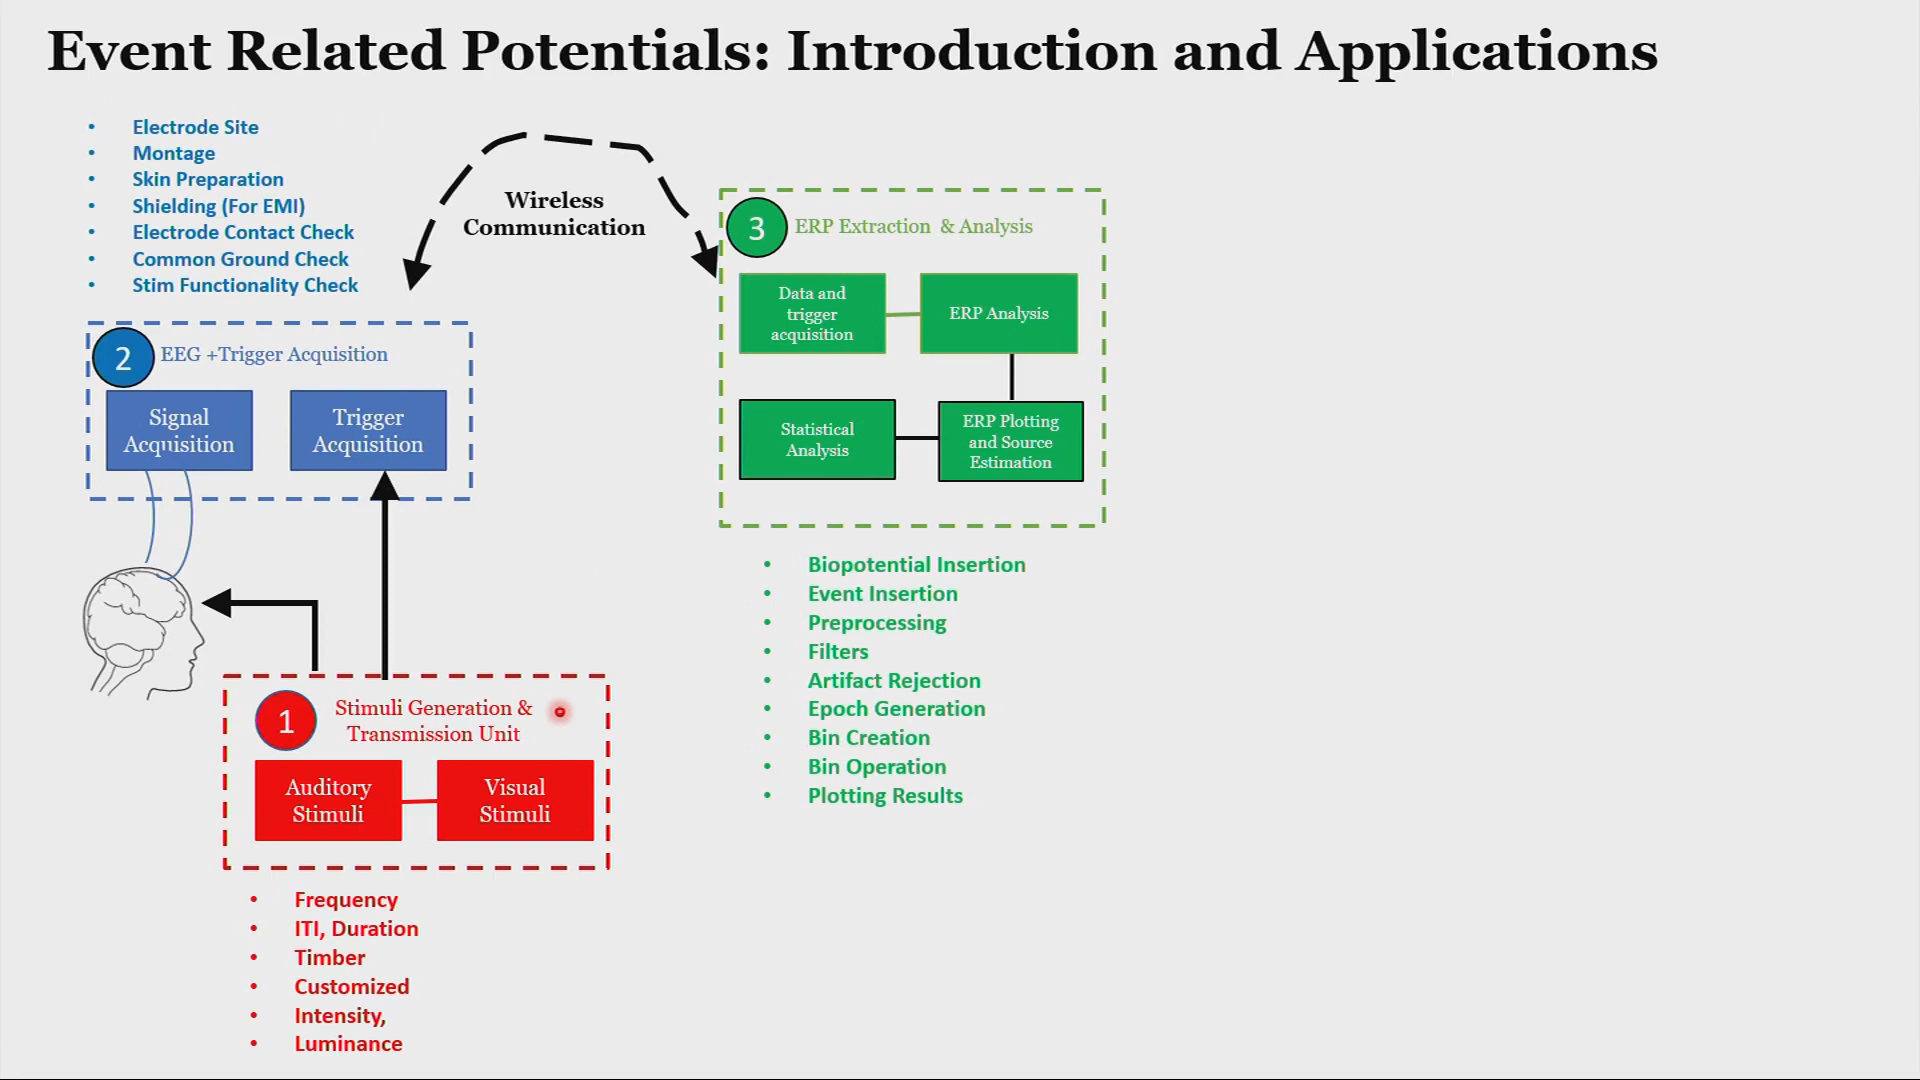 Event Related Potentials: Introduction and Applications
Electrode Site
Montage
Skin Preparation
Shielding (For EMI)
Electrode Contact Check
Common Ground Check
Stim Functionality Check
Wireless
Communication
2
EEG +Trigger Acquisition
Signal
Acquisition
Trigger
Acquisition
1
Stimuli Generation &
Transmission Unit
Auditory
Stimuli
Visual
Stimuli
Frequency
ITI, Duration
Timber
Customized
Intensity,
Luminance
3
ERP Extraction & Analysis
Data and
trigger
acquisition
ERP Analysis
Statistical
Analysis
ERP Plotting
and Source
Estimation
Biopotential Insertion
Event Insertion
Preprocessing
Filters
Artifact Rejection
Epoch Generation
Bin Creation
Bin Operation
Plotting Results